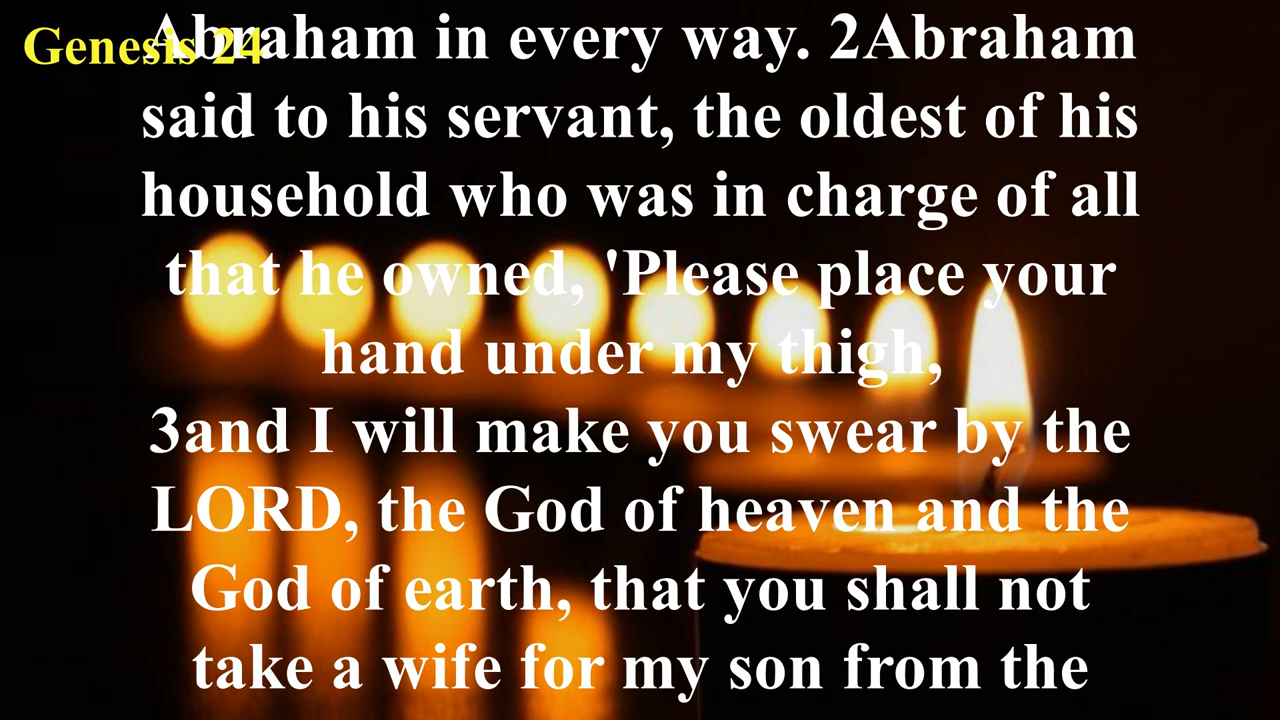 Genesis 24
Abraham in every way. 2Abraham
said to his servant, the oldest of his
household who was in charge of all
that he owned, 'Please place your
hand under my thigh,
3and I will make you swear by the
LORD, the God of heaven and the
God of earth, that you shall not
take a wife for my son from the